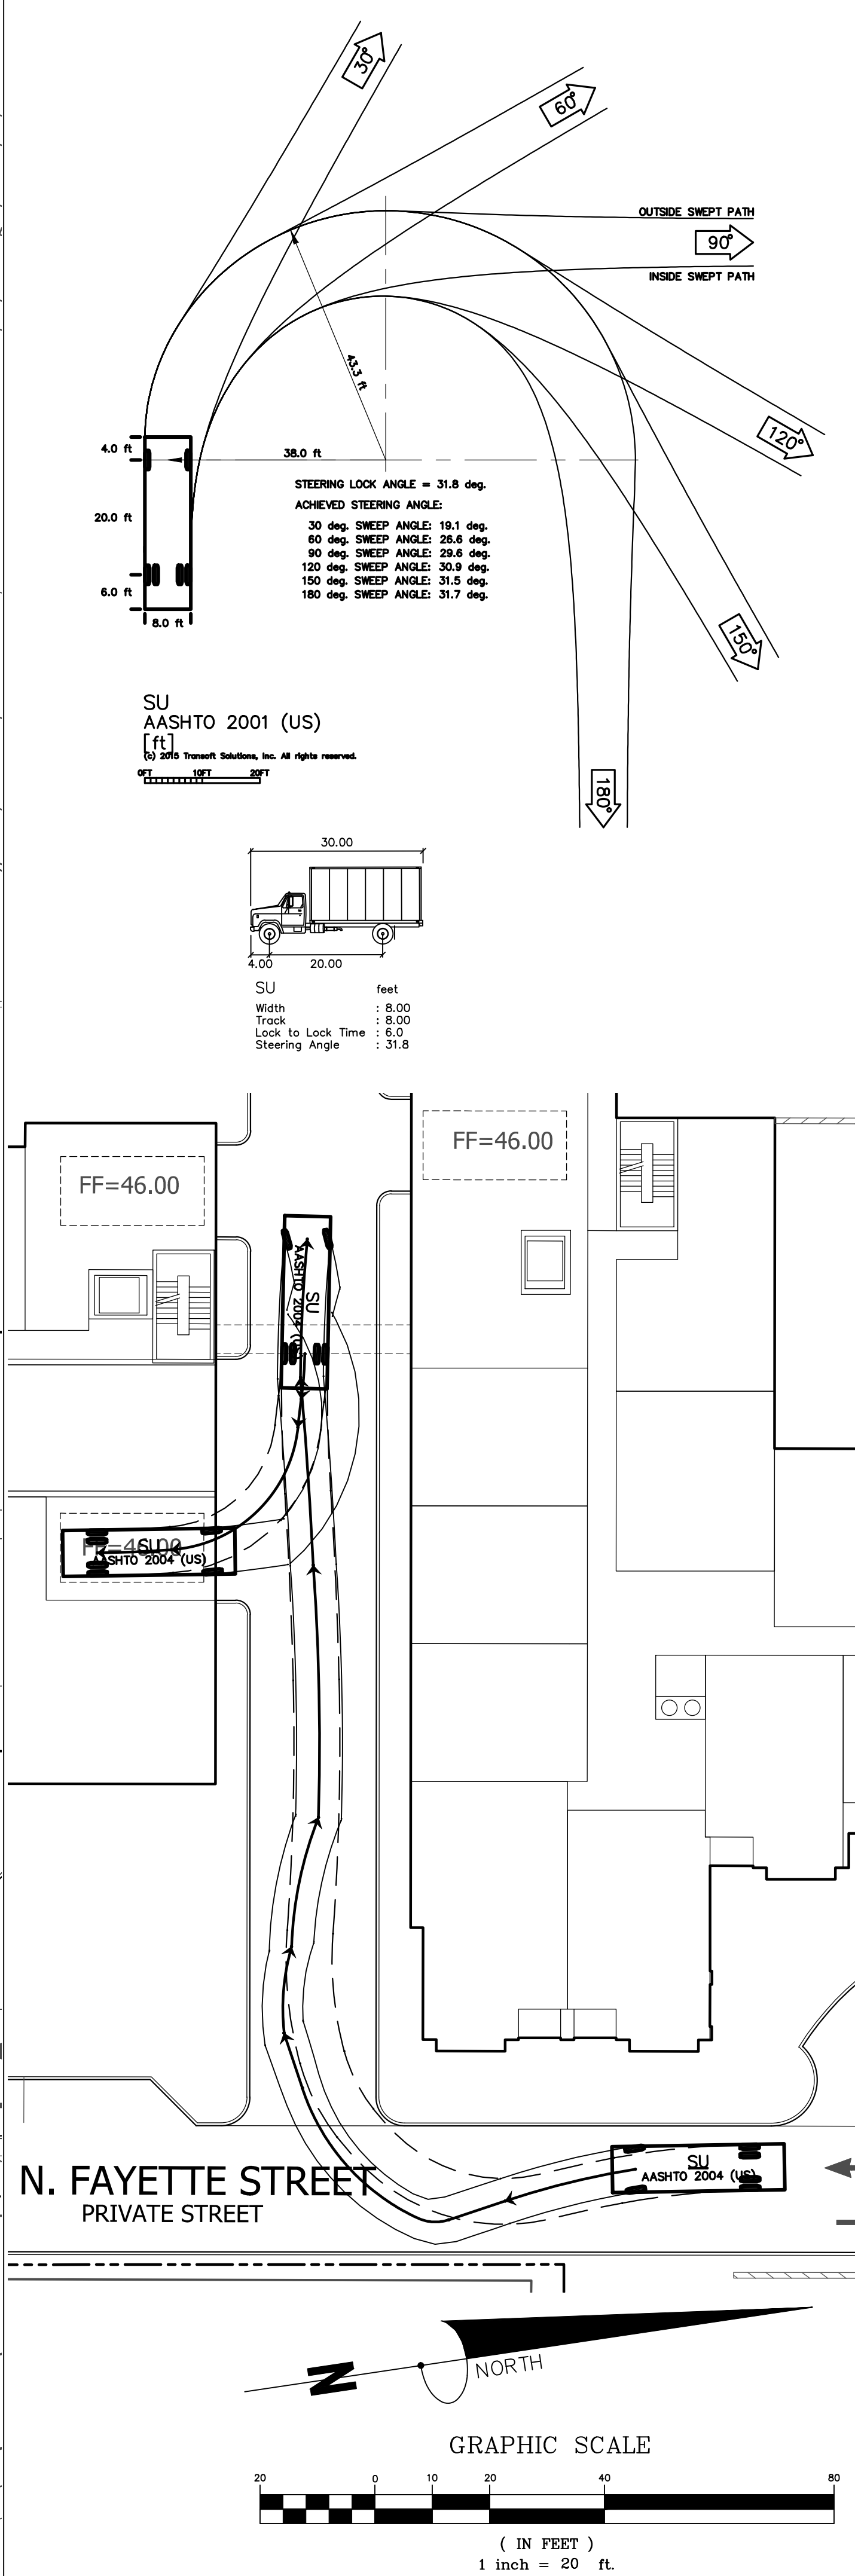 30°
60°
OUTSIDE SWEPT PATH
90°
INSIDE SWEPT PATH
43.3 ft
120°
4.0 ft
38.0 ft
STEERING LOCK ANGLE = 31.8 deg.
ACHIEVED STEERING ANGLE:
20.0 ft
30 deg. SWEEP ANGLE: 19.1 deg.
60 deg. SWEEP ANGLE: 26.6 deg.
90 deg. SWEEP ANGLE: 29.6 deg.
120 deg. SWEEP ANGLE: 30.9 deg.
150 deg. SWEEP ANGLE: 31.5 deg.
180 deg. SWEEP ANGLE: 31.7 deg.
6.0 ft
8.0 ft
150°
SU
AASHTO 2001 (US)
[ft]
(c) 2015 Transoft Solutions, Inc. All rights reserved.
0FT 10FT 20FT
180°
30.00
4.00 20.00
SU feet
Width : 8.00
Track : 8.00
Lock to Lock Time : 6.0
Steering Angle : 31.8
FF=46.00
FF=46.00
SU
AASHTO 2004 (US)
FF=46.00
SU
AASHTO 2004 (US)
SU
AASHTO 2004 (US)
N. FAYETTE STREET
PRIVATE STREET
N
NORTH
GRAPHIC SCALE
20 0 10 20 40 80
( IN FEET )
1 inch = 20 ft.